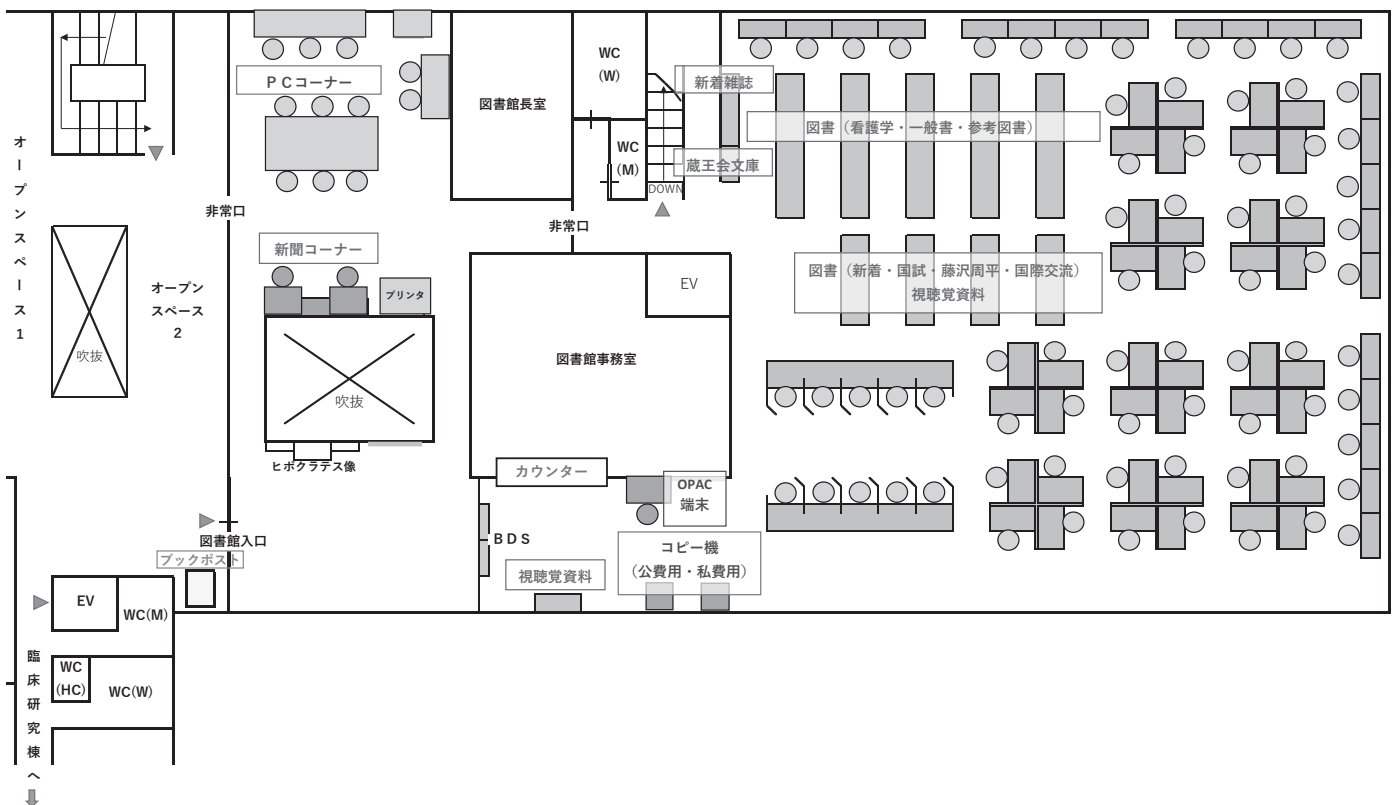 オープンスペース1
オープン
スペース
2
吹抜
非常口
PCコーナー
図書館長室
WC
(W)
WC
(M)
DOWN
非常口
新着雑誌
蔵王会文庫
図書（看護学・一般書・参考図書）
図書（新着・国試・藤沢周平・国際交流）
視聴覚資料
新聞コーナー
プリンタ
吹抜
ヒポクラテス像
EV
図書館事務室
カウンター
OPAC
端末
BDS
コピー機
（公費用・私費用）
視聴覚資料
図書館入口
ブックポスト
EV
WC(M)
WC
(HC)
WC(W)
臨床研究棟へ